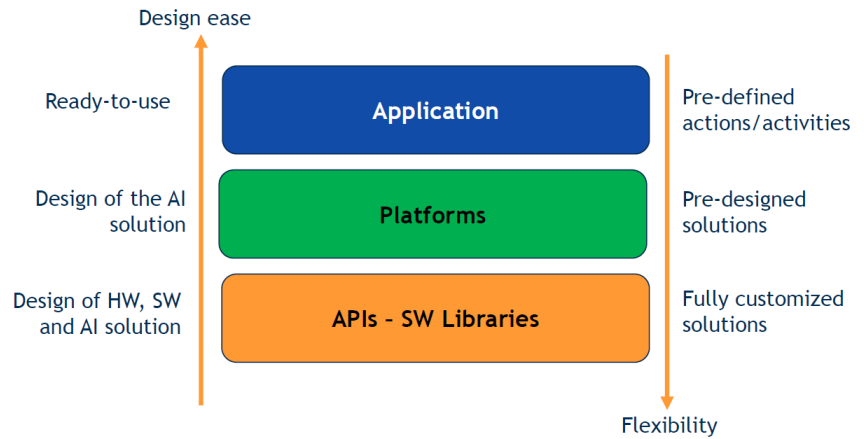 Design ease
Ready-to-use
Application
Pre-defined
actions/activities
Design of the AI
solution
Platforms
Pre-designed
solutions
Design of HW, SW
and AI solution
APIs – SW Libraries
Fully customized
solutions
Flexibility